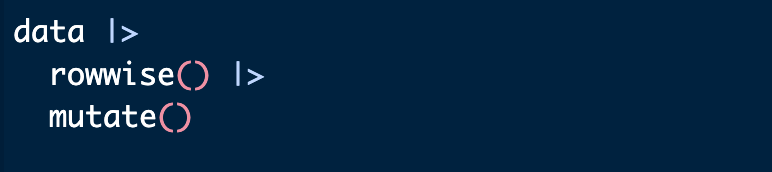 data |>
  rowwise() |>
  mutate()